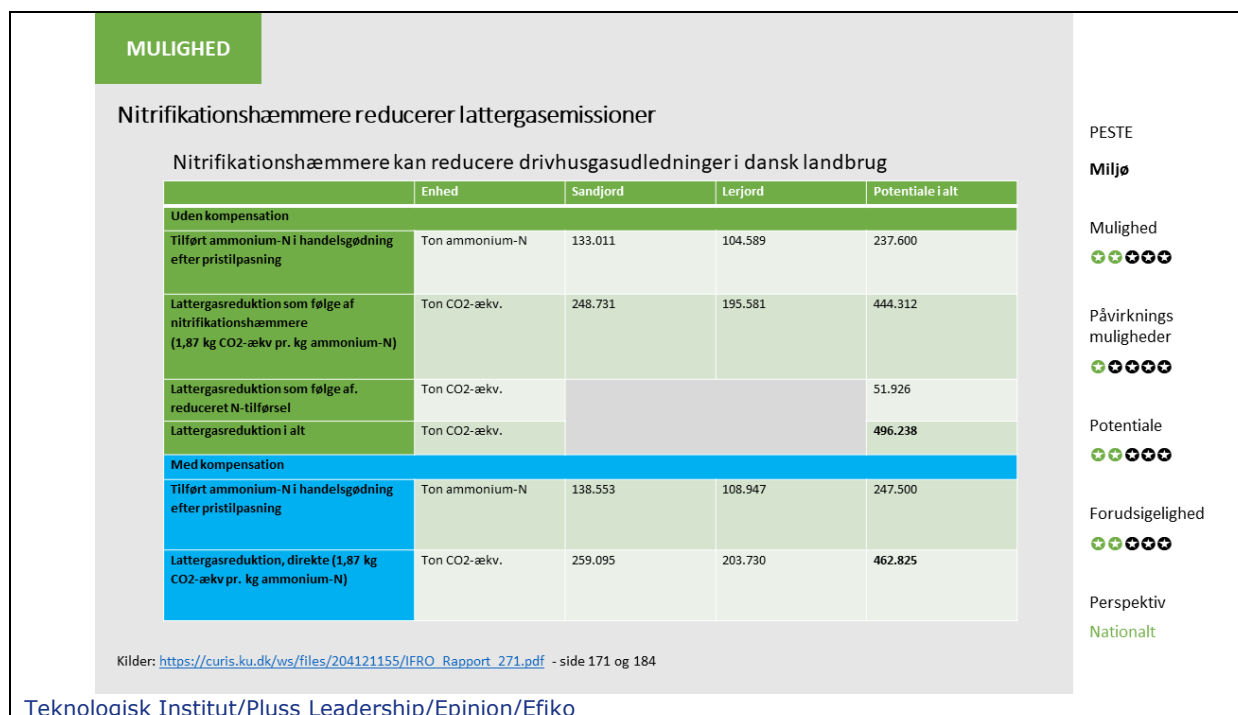 MULIGHED
Nitrifikationshæmmere reducerer lattergasemissioner
Nitrifikationshæmmere kan reducere drivhusgasudledninger i dansk landbrug
Enhed Sandjord Lerjord Potentiale i alt
Uden kompensation
Tilført ammonium-N i handelsgødning Ton ammonium-N 133.011 104.589 237.600
efter pristilpasning
Lattergasreduktion som følge af Ton CO2-ækv. 248.731 195.581 444.312
nitrifikationshæmmere
(1,87 kg CO2-ækv pr. kg ammonium-N)
Lattergasreduktion som følge af. Ton CO2-ækv. 51.926
reduceret N-tilførsel
Lattergasreduktion i alt Ton CO2-ækv. 496.238
Med kompensation
Tilført ammonium-N i handelsgødning Ton ammonium-N 138.553 108.947 247.500
efter pristilpasning
Lattergasreduktion, direkte (1,87 kg Ton CO2-ækv. 259.095 203.730 462.825
CO2-ækv pr. kg ammonium-N)
Kilder: https://curis.ku.dk/ws/files/204121155/IFRO_Rapport_271.pdf - side 171 og 184
PESTE
Miljø
Mulighed
Påvirknings
muligheder
Potentiale
Forudsigelighed
Perspektiv
Nationalt
Teknologisk Institut/Pluss Leadership/Epinion/Efiko